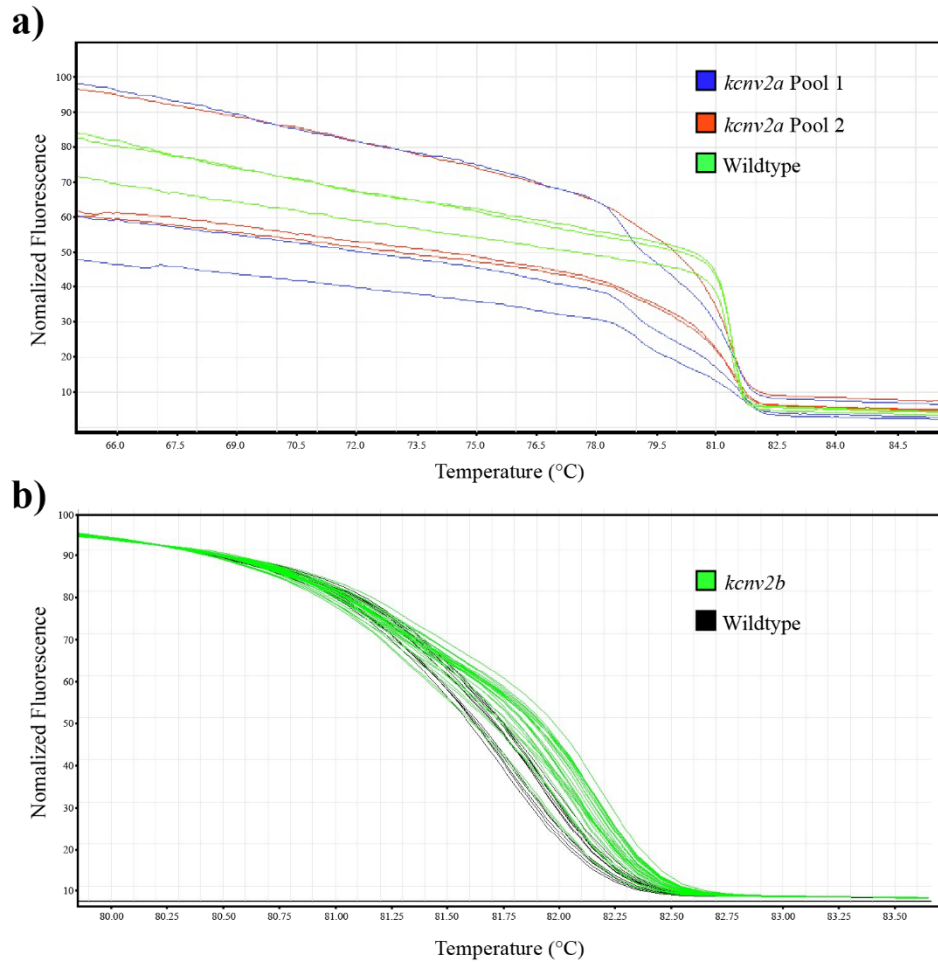 a)
Nomalized Fluorescence
100
90
80
70
60
50
40
30
20
10
kcnv2a Pool 1
kcnv2a Pool 2
Wildtype
66.0 67.5 69.0 70.5 72.0 73.5 75.0 76.5 78.0 79.5 81.0 82.5 84.0 84.5
Temperature (°C)
b)
Nomalized Fluorescence
100
90
80
70
60
50
40
30
20
10
kcnv2b
Wildtype
80.00 80.25 80.50 80.75 81.00 81.25 81.50 81.75 82.00 82.25 82.50 82.75 83.00 83.25 83.50
Temperature (°C)